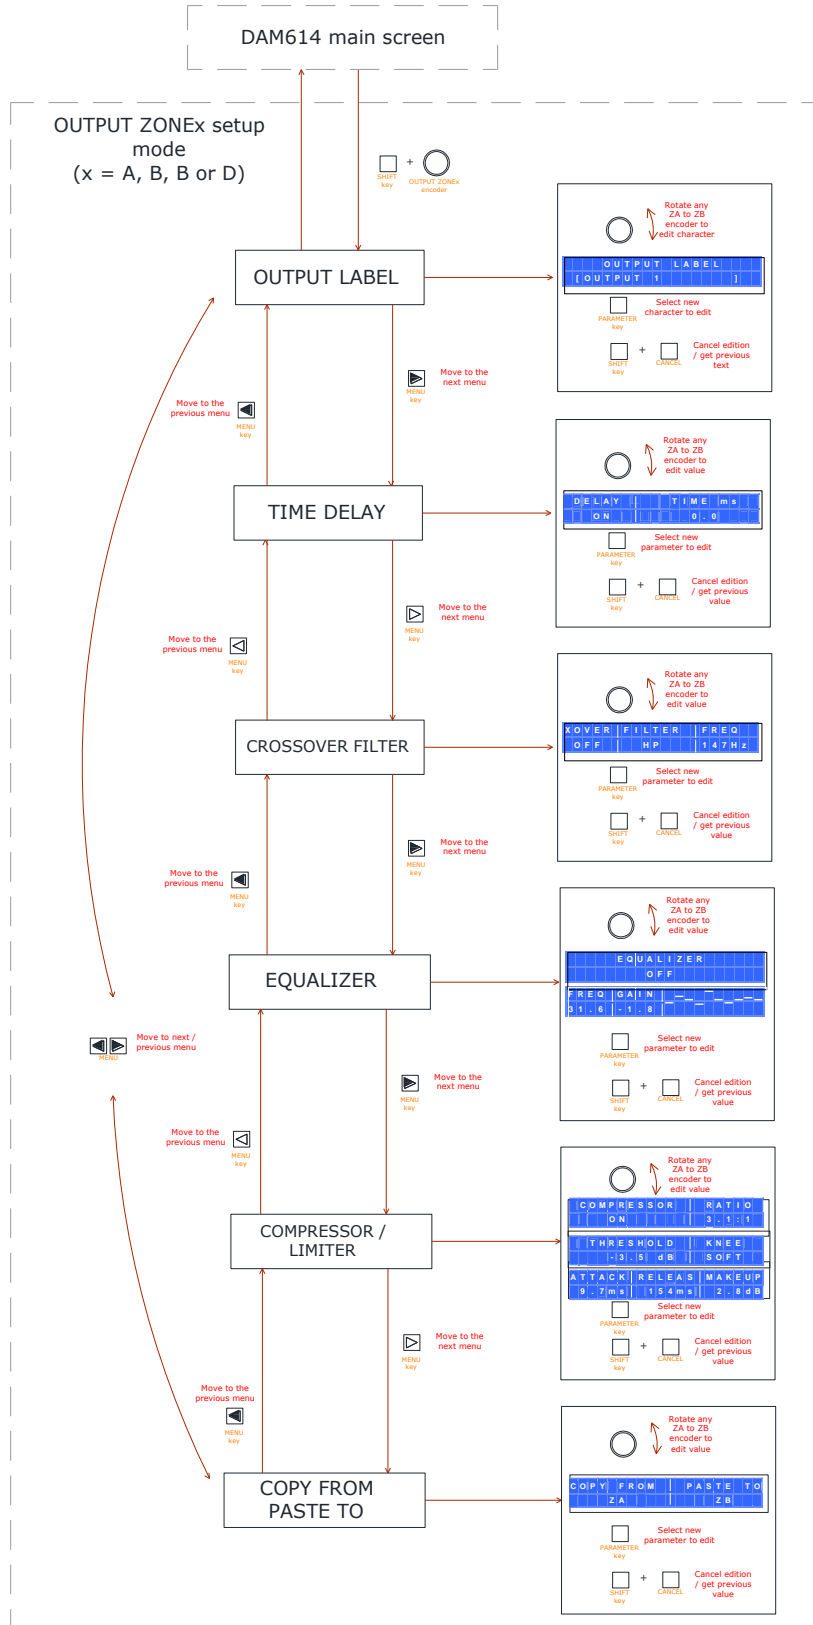 DAM614 main screen
OUTPUT ZONEx setup
mode
(x = A, B, B or D)
SHIFT
key
+
OUTPUT ZONEx
encoder
OUTPUT LABEL
Rotate any
ZA to ZB
encoder to
edit character
OUTPUT LABEL
[OUTPUT 1 ]
PARAMETER
key
Select new
character to edit
SHIFT
key
+
CANCEL
Cancel edition
/ get previous
text
Move to the
previous menu
MENU
key
MENU
key
Move to the
next menu
TIME DELAY
Rotate any
ZA to ZB
encoder to
edit value
DELAY | TIME ms
ON | 0.0
PARAMETER
key
Select new
parameter to edit
SHIFT
key
+
CANCEL
Cancel edition
/ get previous
value
Move to the
previous menu
MENU
key
MENU
key
Move to the
next menu
CROSSOVER FILTER
Rotate any
ZA to ZB
encoder to
edit value
XOVER|FILTER|FREQ
OFF | HP |147Hz
PARAMETER
key
Select new
parameter to edit
SHIFT
key
+
CANCEL
Cancel edition
/ get previous
value
Move to the
previous menu
MENU
key
MENU
key
Move to the
next menu
EQUALIZER
Rotate any
ZA to ZB
encoder to
edit value
EQUALIZER
OFF
FREQ|GAIN|
31.6|-1.8|
PARAMETER
key
Select new
parameter to edit
SHIFT
key
+
CANCEL
Cancel edition
/ get previous
value
MENU
Move to next /
previous menu
Move to the
previous menu
MENU
key
MENU
key
Move to the
next menu
COMPRESSOR /
LIMITER
Rotate any
ZA to ZB
encoder to
edit value
COMPRESSOR | RATIO
ON | 3.1:1
THRESHOLD | KNEE
-3.5 dB | SOFT
ATTACK|RELEAS|MAKEUP
9.7ms| 154ms| 2.8dB
PARAMETER
key
Select new
parameter to edit
SHIFT
key
+
CANCEL
Cancel edition
/ get previous
value
Move to the
previous menu
MENU
key
MENU
key
Move to the
next menu
COPY FROM
PASTE TO
Rotate any
ZA to ZB
encoder to
edit value
COPY FROM | PASTE TO
ZA | ZB
PARAMETER
key
Select new
parameter to edit
SHIFT
key
+
CANCEL
Cancel edition
/ get previous
value